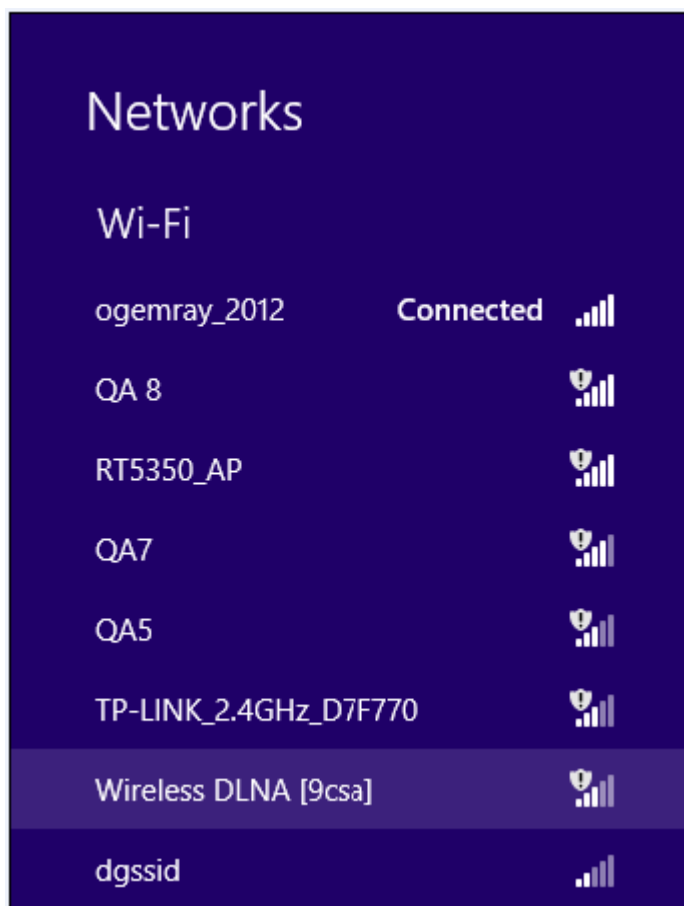 Networks
Wi-Fi
ogemray_2012 Connected
QA 8
RT5350_AP
QA7
QA5
TP-LINK_2.4GHz_D7F770
Wireless DLNA [9csa]
dgssid